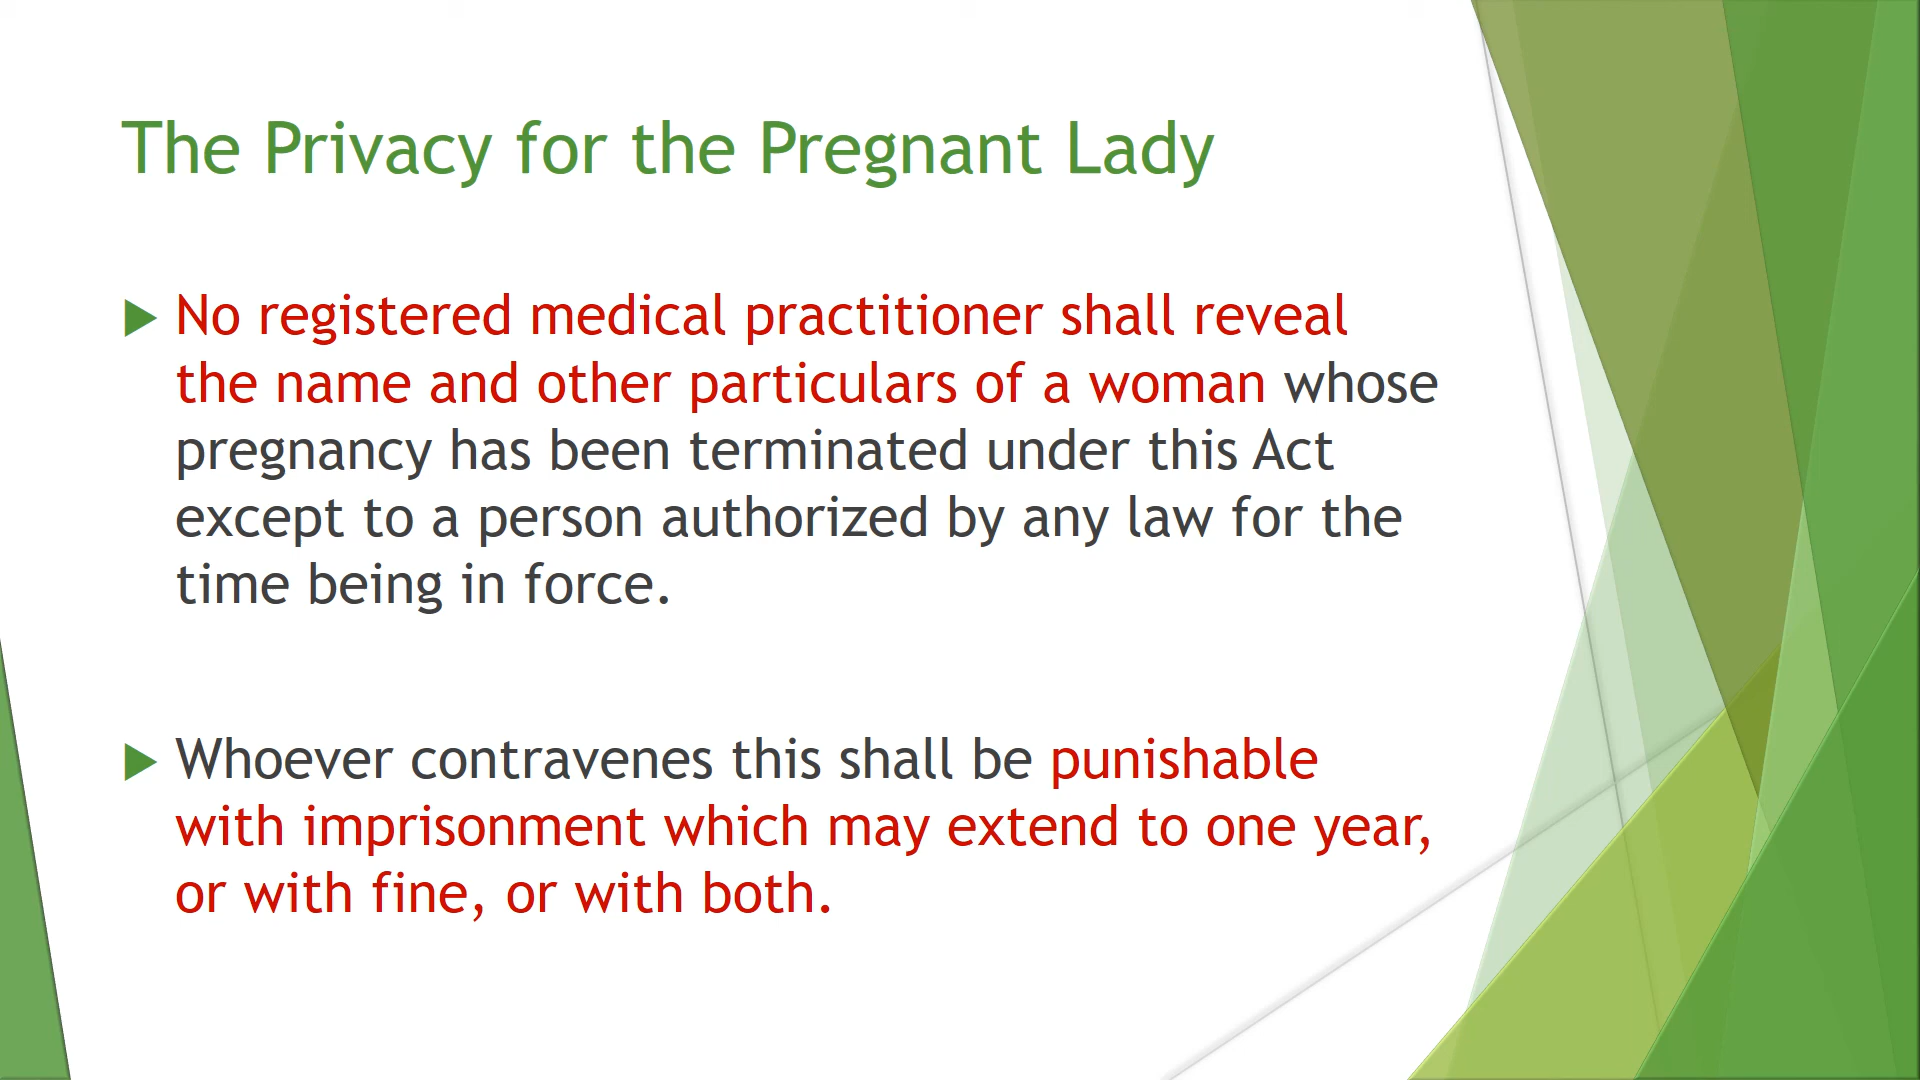 The Privacy for the Pregnant Lady
No registered medical practitioner shall reveal
the name and other particulars of a woman whose
pregnancy has been terminated under this Act
except to a person authorized by any law for the
time being in force.
Whoever contravenes this shall be punishable
with imprisonment which may extend to one year,
or with fine, or with both.